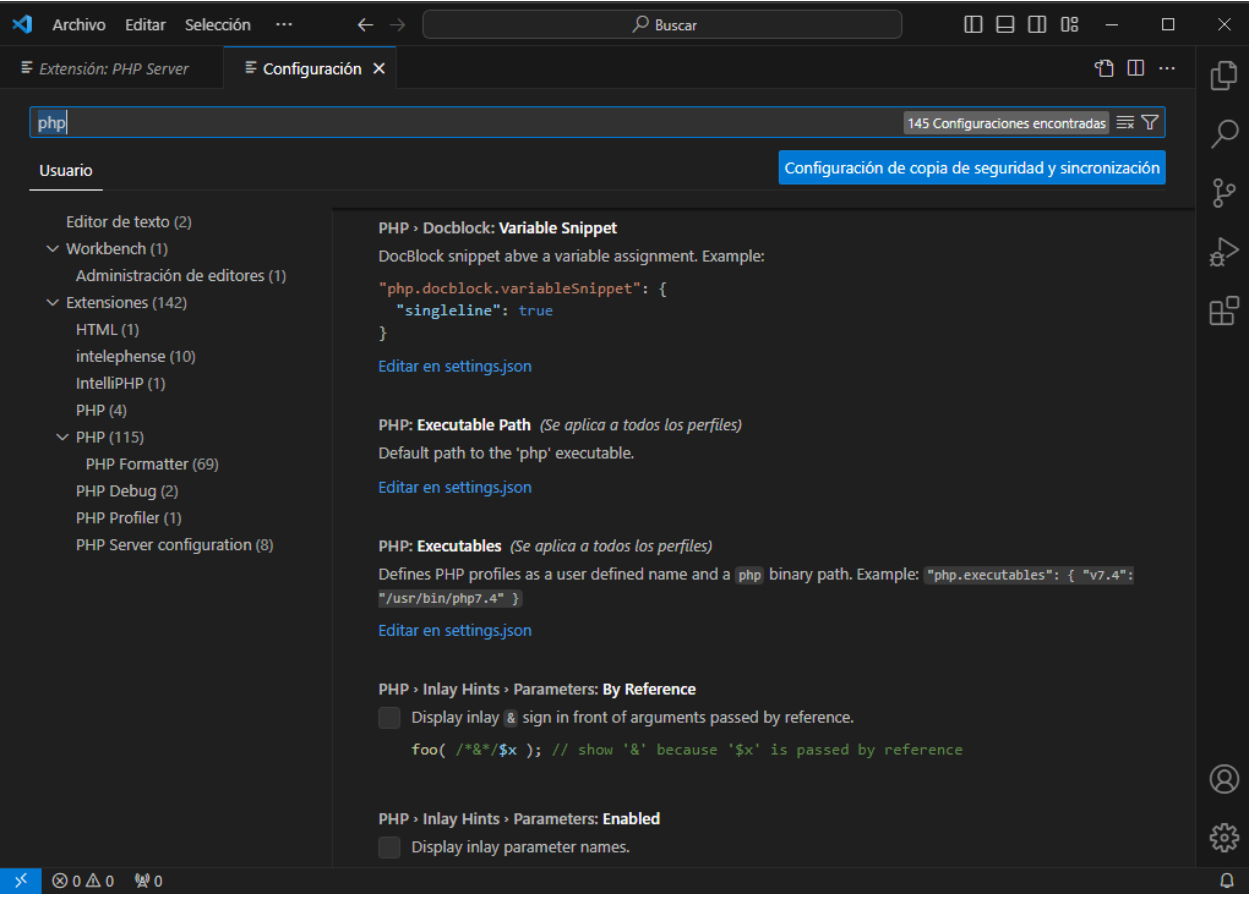 Archivo Editar Selección ··· Buscar
Extensión: PHP Server Configuración
php 145 Configuraciones encontradas
Usuario Configuración de copia de seguridad y sincronización
Editor de texto (2)
Workbench (1)
Administración de editores (1)
Extensiones (142)
HTML (1)
intelephense (10)
IntelliPHP (1)
PHP (4)
PHP (115)
PHP Formatter (69)
PHP Debug (2)
PHP Profiler (1)
PHP Server configuration (8)
PHP › Docblock: Variable Snippet
DocBlock snippet abve a variable assignment. Example:
"php.docblock.variableSnippet": {
"singleline": true
}
Editar en settings.json
PHP: Executable Path (Se aplica a todos los perfiles)
Default path to the 'php' executable.
Editar en settings.json
PHP: Executables (Se aplica a todos los perfiles)
Defines PHP profiles as a user defined name and a php binary path. Example: "php.executables": { "v7.4":
"/usr/bin/php7.4" }
Editar en settings.json
PHP › Inlay Hints › Parameters: By Reference
Display inlay & sign in front of arguments passed by reference.
foo( /*&*/$x ); // show '&' because '$x' is passed by reference
PHP › Inlay Hints › Parameters: Enabled
Display inlay parameter names.
0 0 0